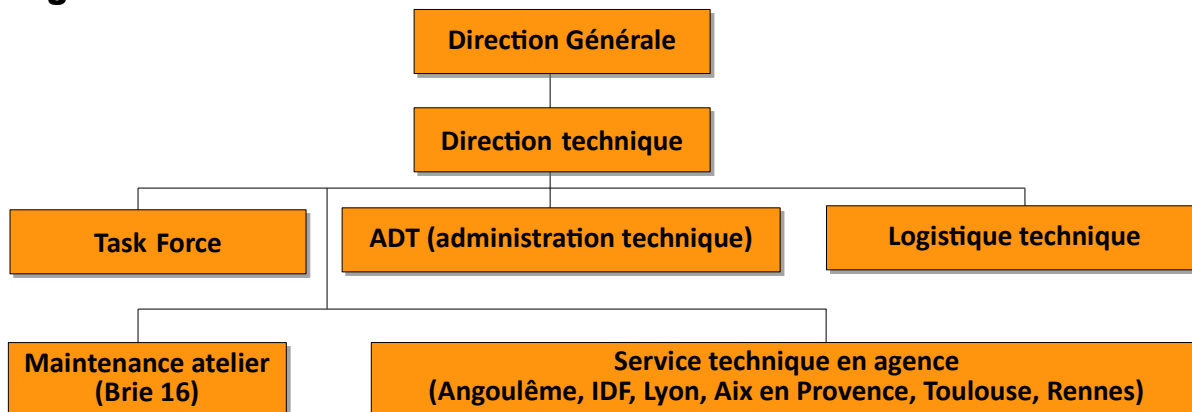 Direction Générale
Direction technique
Task Force
ADT (administration technique)
Logistique technique
Maintenance atelier
(Brie 16)
Service technique en agence
(Angoulême, IDF, Lyon, Aix en Provence, Toulouse, Rennes)